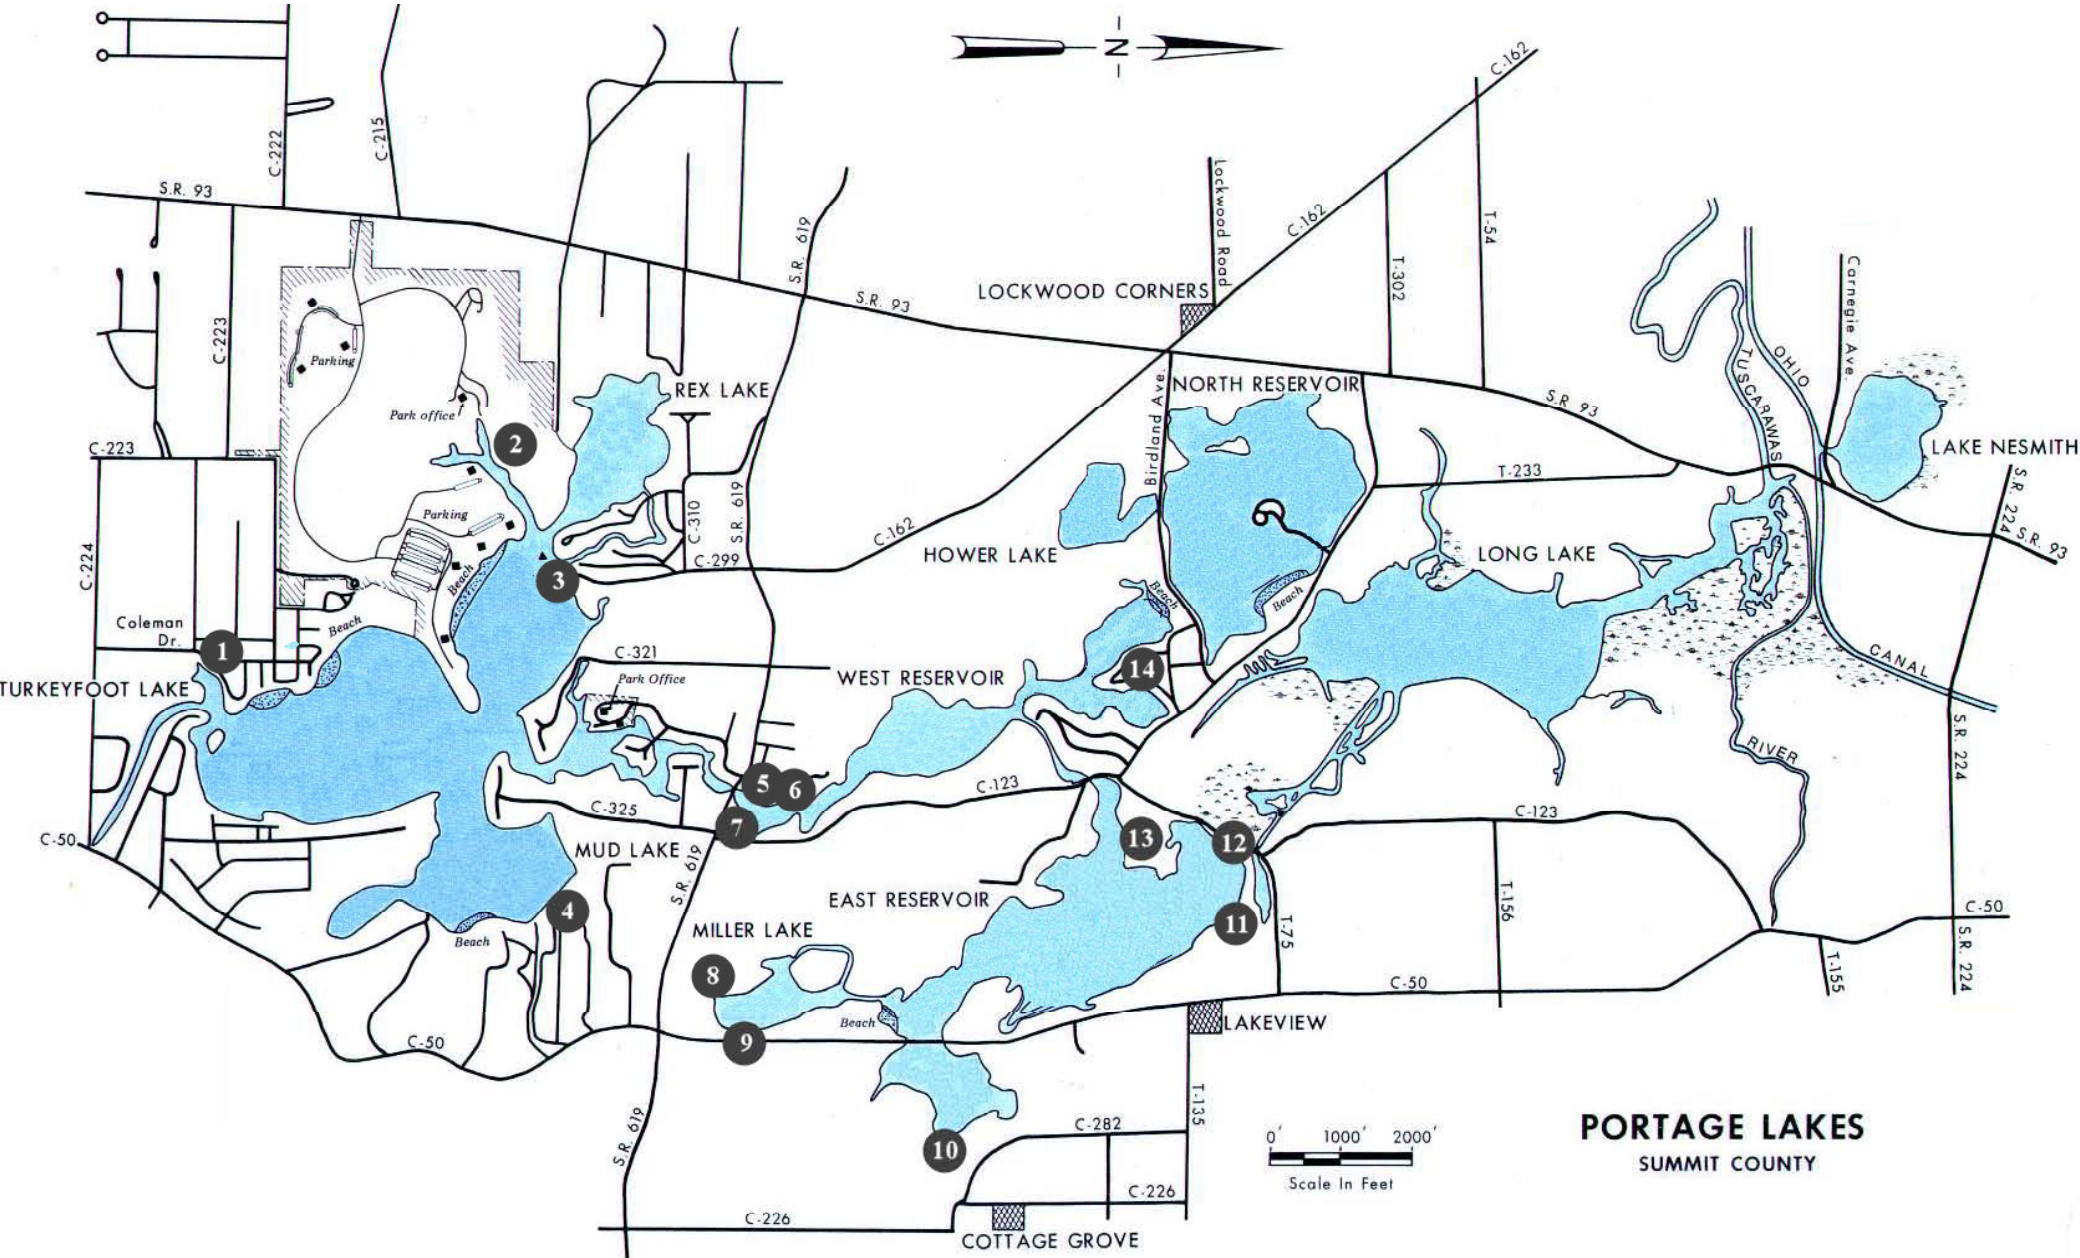 N
C-162
C-222
C-215
S.R. 93
S.R. 619
Lockwood Road
C-162
T-54
T-302
LOCKWOOD CORNERS
S.R. 93
C-223
Parking
Park office
REX LAKE
Birdland Ave.
NORTH RESERVOIR
S.R. 93
TUSCARAWAS
OHIO
Carnegie Ave.
LAKE NESMITH
C-223
2
T-233
S.R. 224
S.R. 93
Parking
C-310
S.R. 619
C-162
HOWER LAKE
LONG LAKE
C-224
Beach
3
C-299
Beach
Beach
Coleman
Dr.
1
Beach
C-321
Park Office
WEST RESERVOIR
14
CANAL
TURKEYFOOT LAKE
RIVER
S.R. 224
5
6
C-123
C-325
7
C-123
C-50
MUD LAKE
S.R. 619
13
12
EAST RESERVOIR
4
Beach
MILLER LAKE
11
T-75
T-156
C-50
8
C-50
T-155
S.R. 224
9
Beach
C-50
LAKEVIEW
T-135
S.R. 619
10
C-282
0' 1000' 2000'
Scale In Feet
PORTAGE LAKES
SUMMIT COUNTY
C-226
C-226
COTTAGE GROVE